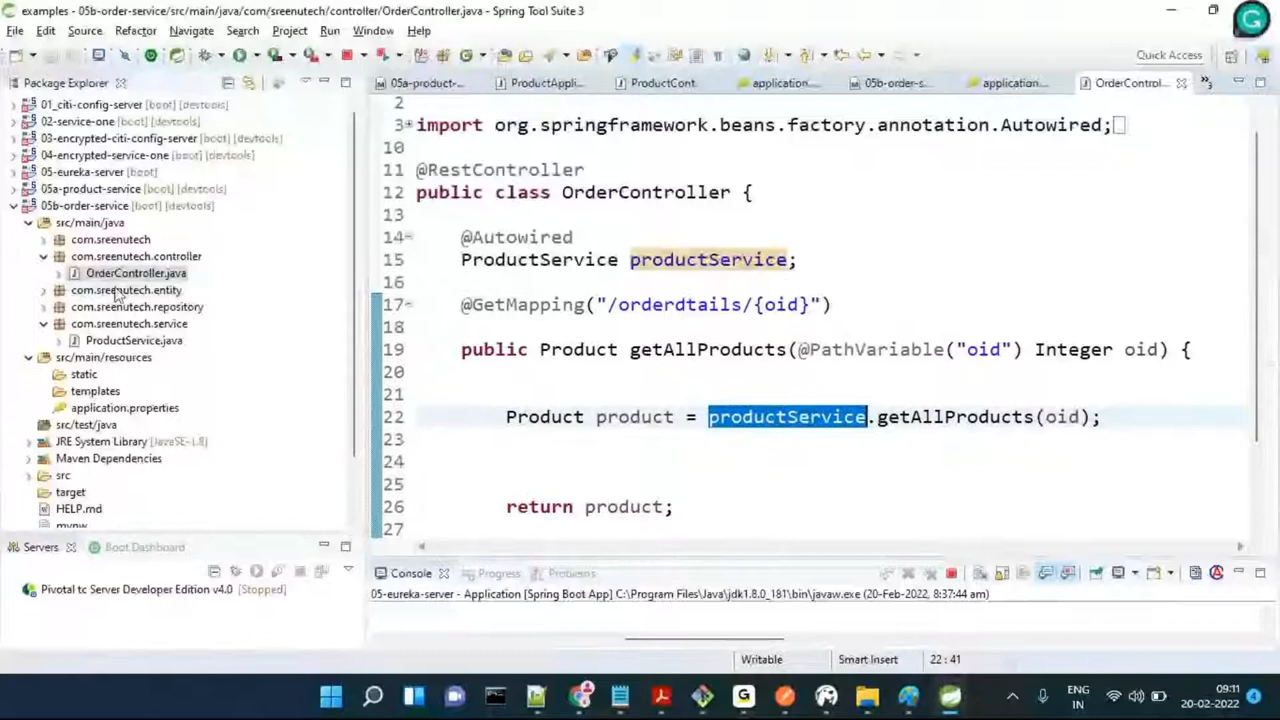 examples - 05b-order-service/src/main/java/com/sreenutech/controller/OrderController.java - Spring Tool Suite 3
File Edit Source Refactor Navigate Search Project Run Window Help
Quick Access
Package Explorer
05a-product-...
ProductAppli...
ProductCont...
application....
05b-order-s...
application....
OrderControl...
01_citi-config-server [boot] [devtools]
02-service-one [boot] [devtools]
03-encrypted-citi-config-server [boot] [devtools]
04-encrypted-service-one [boot] [devtools]
05-eureka-server [boot]
05a-product-service [boot] [devtools]
05b-order-service [boot] [devtools]
src/main/java
com.sreenutech
com.sreenutech.controller
OrderController.java
com.sreenutech.entity
com.sreenutech.repository
com.sreenutech.service
ProductService.java
src/main/resources
static
templates
application.properties
src/test/java
JRE System Library [JavaSE-1.8]
Maven Dependencies
src
target
HELP.md
mvnw
2
3 import org.springframework.beans.factory.annotation.Autowired;
10
11 @RestController
12 public class OrderController {
13
14 @Autowired
15 ProductService productService;
16
17 @GetMapping("/orderdtails/{oid}")
18
19 public Product getAllProducts(@PathVariable("oid") Integer oid) {
20
21
22 Product product = productService.getAllProducts(oid);
23
24
25
26 return product;
27
Servers
Boot Dashboard
Pivotal tc Server Developer Edition v4.0 [Stopped]
Console
Progress
Problems
05-eureka-server - Application [Spring Boot App] C:\Program Files\Java\jdk1.8.0_181\bin\javaw.exe (20-Feb-2022, 8:37:44 am)
Writable
Smart Insert
22 : 41
ENG
IN
09:11
20-02-2022